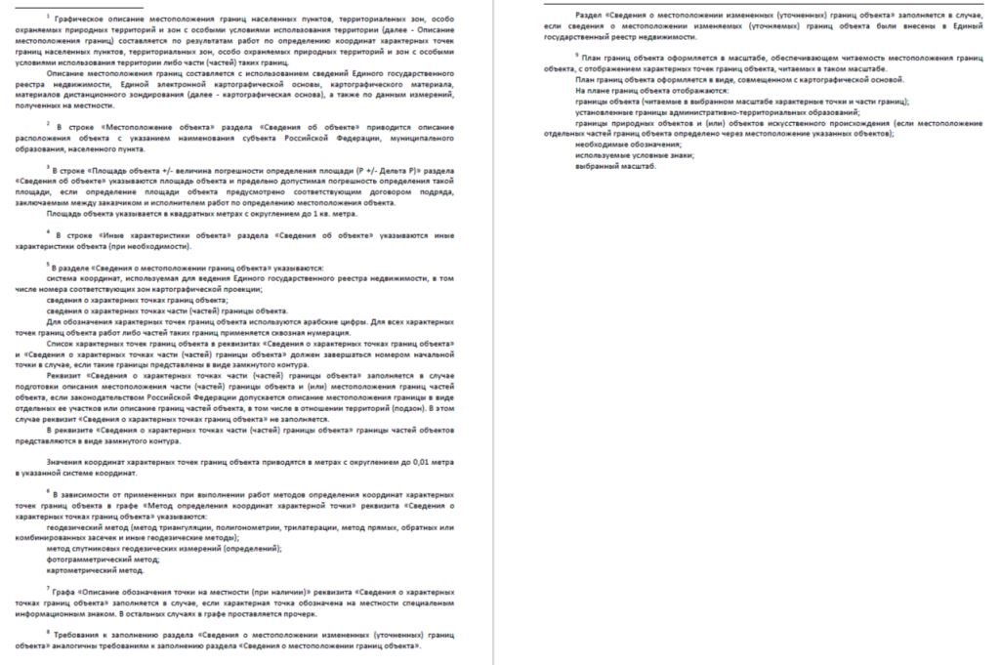 1 Графическое описание местоположения границ населенных пунктов, территориальных зон, особо
охраняемых природных территорий и зон с особыми условиями использования территории (далее - Описание
местоположения границ) составляется по результатам работ по определению координат характерных точек
границ населенных пунктов, территориальных зон, особо охраняемых природных территорий и зон с особыми
условиями использования территории либо части (частей) таких границ.
Описание местоположения границ составляется с использованием сведений Единого государственного
реестра недвижимости, Единой электронной картографической основы, картографического материала,
материалов дистанционного зондирования (далее - картографическая основа), а также по данным измерений,
полученных на местности.
2 В строке «Местоположение объекта» раздела «Сведения об объекте» приводится описание
расположения объекта с указанием наименования субъекта Российской Федерации, муниципального
образования, населенного пункта.
3 В строке «Площадь объекта +/- величина погрешности определения площади (P +/- Дельта P)» раздела
«Сведения об объекте» указываются площадь объекта и предельно допустимая погрешность определения такой
площади, если определение площади объекта предусмотрено соответствующим договором подряда,
заключаемым между заказчиком и исполнителем работ по определению местоположения объекта.
Площадь объекта указывается в квадратных метрах с округлением до 1 кв. метра.
4 В строке «Иные характеристики объекта» раздела «Сведения об объекте» указываются иные
характеристики объекта (при необходимости).
5 В разделе «Сведения о местоположении границ объекта» указываются:
система координат, используемая для ведения Единого государственного реестра недвижимости, в том
числе номера соответствующих зон картографической проекции;
сведения о характерных точках границ объекта;
сведения о характерных точках части (частей) границы объекта.
Для обозначения характерных точек границ объекта используются арабские цифры. Для всех характерных
точек границ объекта работ либо частей таких границ применяется сквозная нумерация.
Список характерных точек границ объекта в реквизитах «Сведения о характерных точках границ объекта»
и «Сведения о характерных точках части (частей) границы объекта» должен завершаться номером начальной
точки в случае, если такие границы представлены в виде замкнутого контура.
Реквизит «Сведения о характерных точках части (частей) границы объекта» заполняется в случае
подготовки описания местоположения части (частей) границы объекта и (или) местоположения границ частей
объекта, если законодательством Российской Федерации допускается описание местоположения границы в виде
отдельных ее участков или описание границ частей объекта, в том числе в отношении территорий (подзон). В этом
случае реквизит «Сведения о характерных точках границ объекта» не заполняется.
В реквизите «Сведения о характерных точках части (частей) границы объекта» границы частей объектов
представляются в виде замкнутого контура.
Значения координат характерных точек границ объекта приводятся в метрах с округлением до 0,01 метра
в указанной системе координат.
6 В зависимости от примененных при выполнении работ методов определения координат характерных
точек границ объекта в графе «Метод определения координат характерной точки» реквизита «Сведения о
характерных точках границ объекта» указываются:
геодезический метод (метод триангуляции, полигонометрии, трилатерации, метод прямых, обратных или
комбинированных засечек и иные геодезические методы);
метод спутниковых геодезических измерений (определений);
фотограмметрический метод;
картометрический метод.
7 Графа «Описание обозначения точки на местности (при наличии)» реквизита «Сведения о характерных
точках границ объекта» заполняется в случае, если характерная точка обозначена на местности специальным
информационным знаком. В остальных случаях в графе проставляется прочерк.
8 Требования к заполнению раздела «Сведения о местоположении измененных (уточненных) границ
объекта» аналогичны требованиям к заполнению раздела «Сведения о местоположении границ объекта».
Раздел «Сведения о местоположении измененных (уточненных) границ объекта» заполняется в случае,
если сведения о местоположении изменяемых (уточняемых) границ объекта были внесены в Единый
государственный реестр недвижимости.
9 План границ объекта оформляется в масштабе, обеспечивающем читаемость местоположения границ
объекта, с отображением характерных точек границ объекта, читаемых в таком масштабе.
План границ объекта оформляется в виде, совмещенном с картографической основой.
На плане границ объекта отображаются:
границы объекта (читаемые в выбранном масштабе характерные точки и части границ);
установленные границы административно-территориальных образований;
границы природных объектов и (или) объектов искусственного происхождения (если местоположение
отдельных частей границ объекта определено через местоположение указанных объектов);
необходимые обозначения;
используемые условные знаки;
выбранный масштаб.